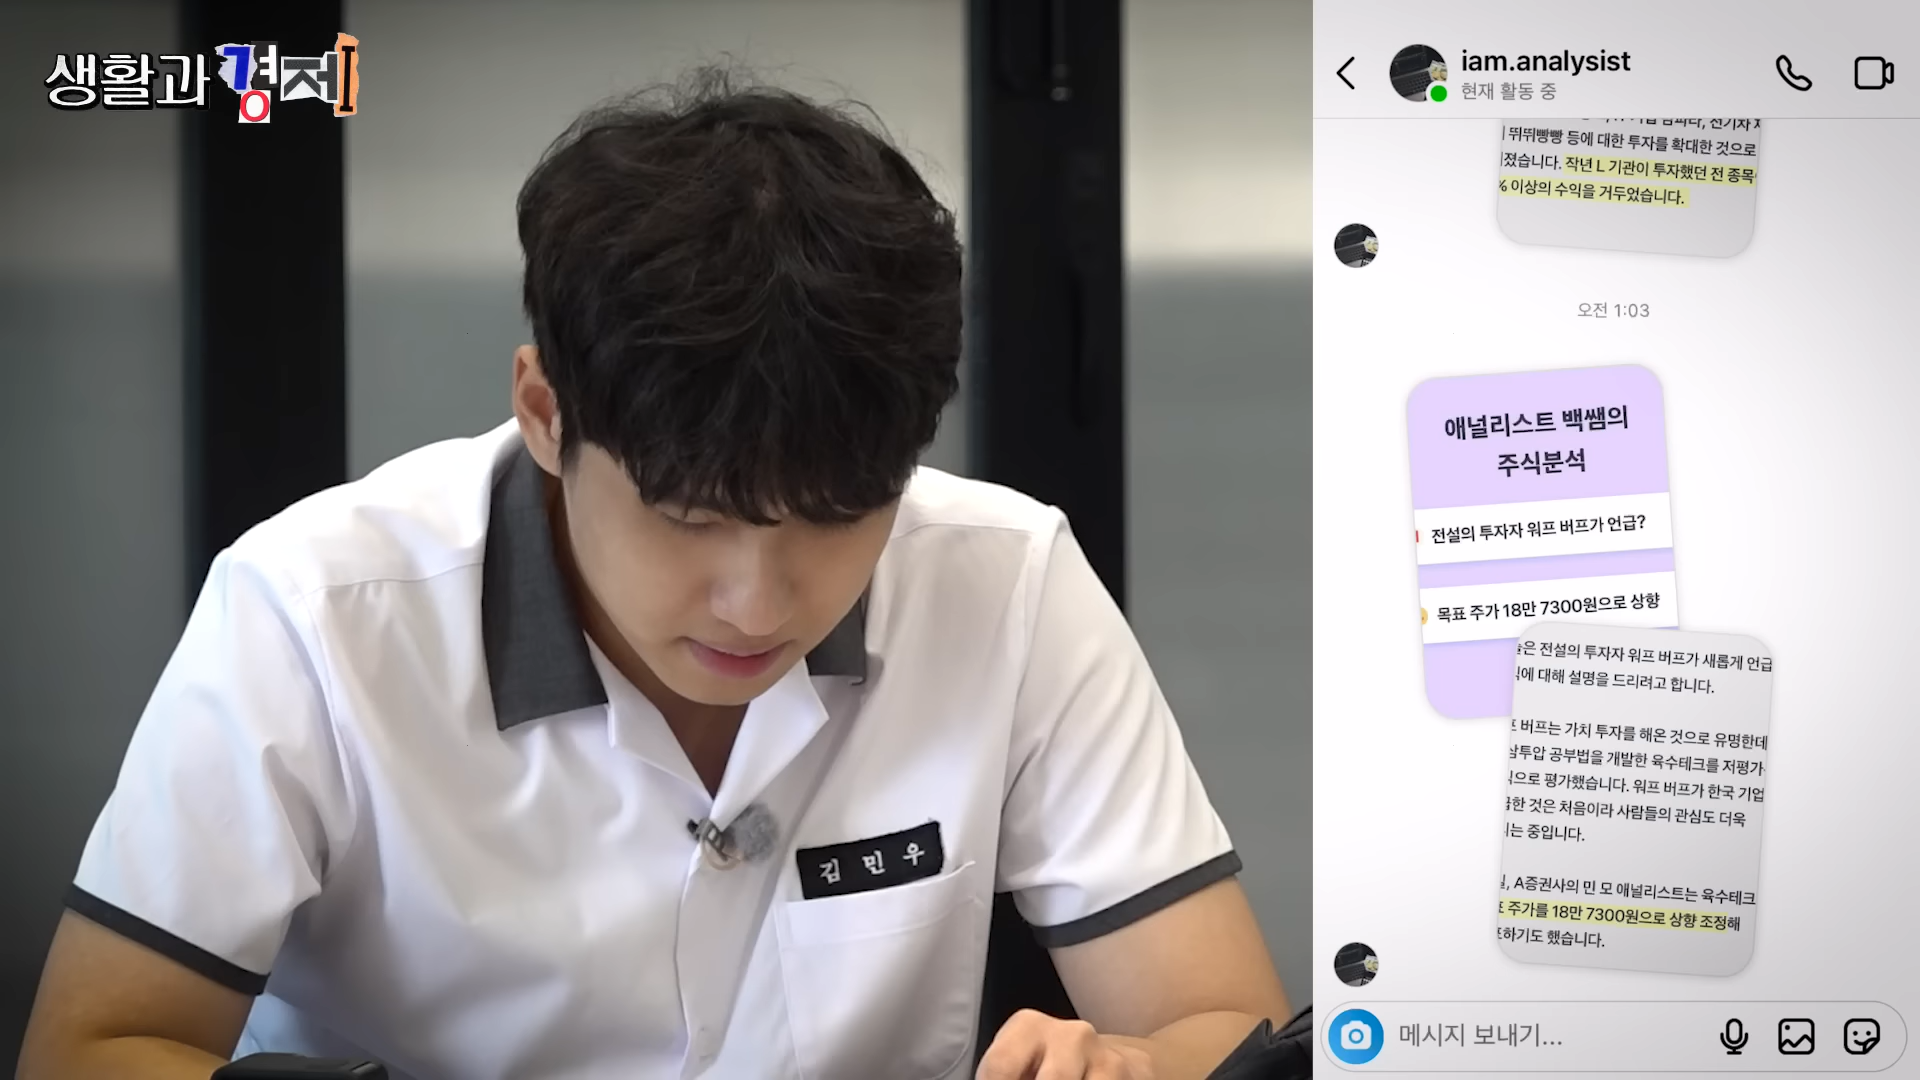 생활과 경제
김민우
iam.analysist
현재 활동 중
뛰뛰빵빵 등에 대한 투자를 확대한 것으로
졌습니다. 작년 L 기관이 투자했던 전 종목
% 이상의 수익을 거두었습니다.
오전 1:03
애널리스트 백쌤의
주식분석
전설의 투자자 워프 버프가 언급?
목표 주가 18만 7300원으로 상향
은 전설의 투자자 워프 버프가 새롭게 언급
에 대해 설명을 드리려고 합니다.
버프는 가치 투자를 해온 것으로 유명한데
삼투압 공부법을 개발한 육수테크를 저평가
으로 평가했습니다. 워프 버프가 한국 기업
한 것은 처음이라 사람들의 관심도 더욱
는 중입니다.
A증권사의 민 모 애널리스트는 육수테크
주가를 18만 7300원으로 상향 조정해
하기도 했습니다.
메시지 보내기...